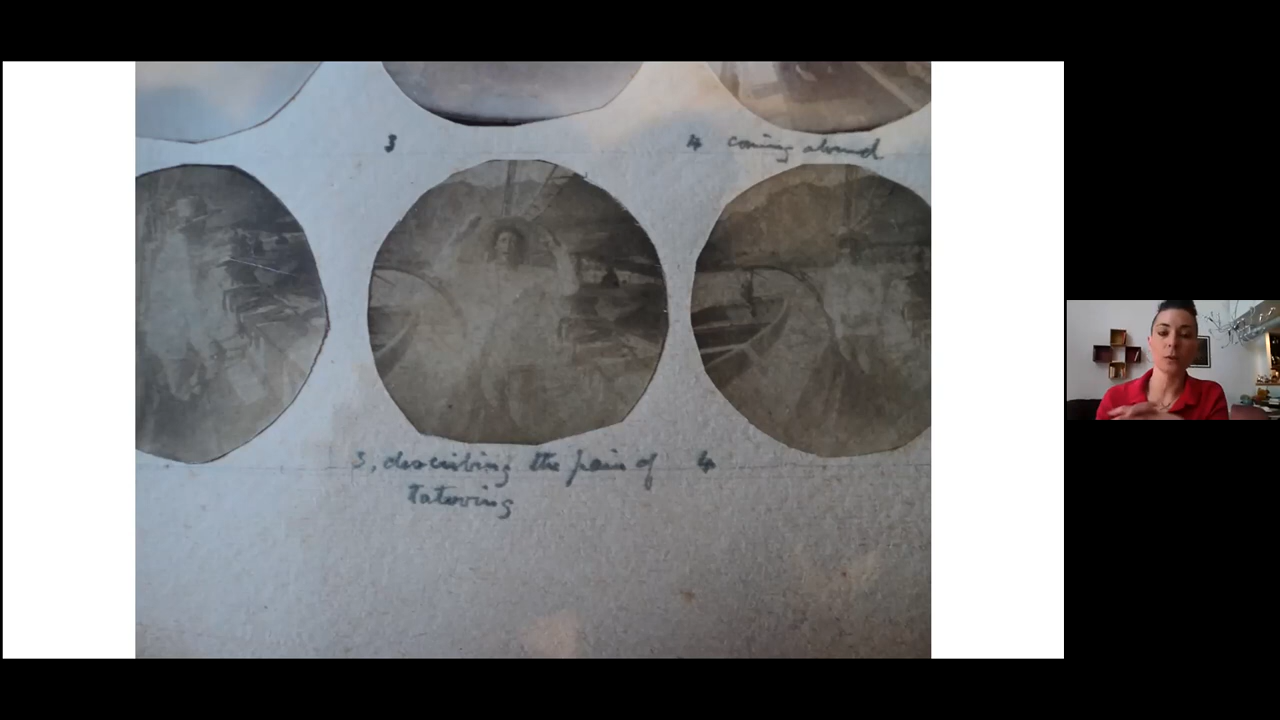 3
4 coming aboard
3, describing the pain of
tatooing
4